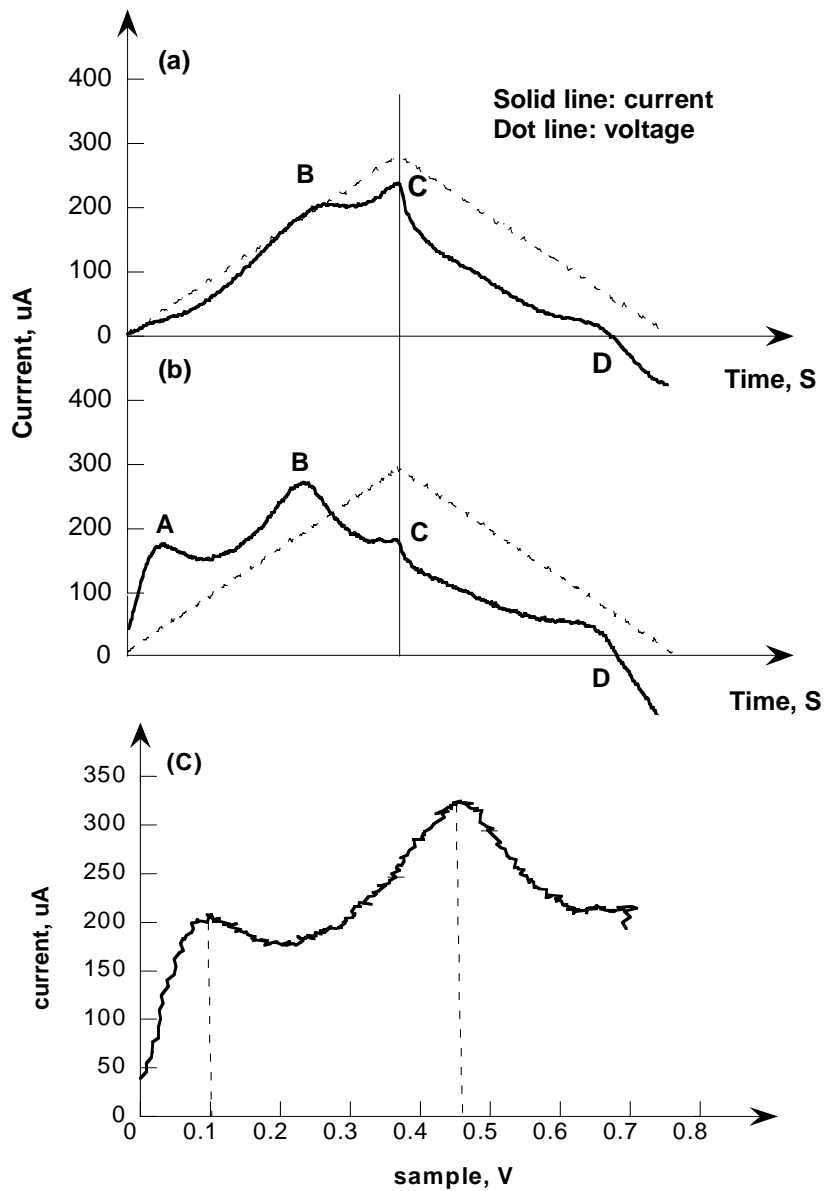 (a)
400
Solid line: current
Dot line: voltage
300
B
C
200
100
0
D
Time, S
Currrent, uA
(b)
400
300
B
A
200
C
100
0
D
Time, S
(C)
350
300
250
200
150
100
50
0
current, uA
0 0.1 0.2 0.3 0.4 0.5 0.6 0.7 0.8
sample, V